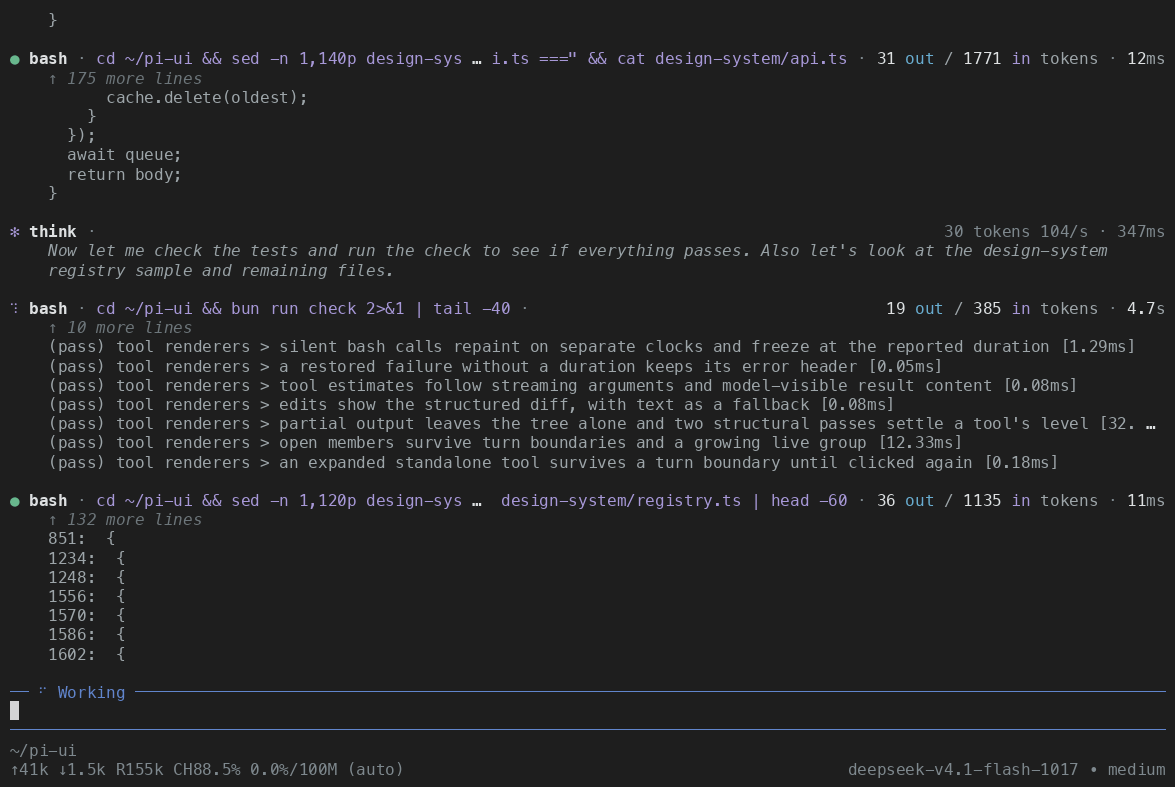 }
● bash · cd ~/pi-ui && sed -n 1,140p design-sys … i.ts ===" && cat design-system/api.ts · 31 out / 1771 in tokens · 12ms
↑ 175 more lines
cache.delete(oldest);
}
});
await queue;
return body;
}
✻ think · 30 tokens 104/s · 347ms
Now let me check the tests and run the check to see if everything passes. Also let's look at the design-system
registry sample and remaining files.
bash · cd ~/pi-ui && bun run check 2>&1 | tail -40 · 19 out / 385 in tokens · 4.7s
↑ 10 more lines
(pass) tool renderers > silent bash calls repaint on separate clocks and freeze at the reported duration [1.29ms]
(pass) tool renderers > a restored failure without a duration keeps its error header [0.05ms]
(pass) tool renderers > tool estimates follow streaming arguments and model-visible result content [0.08ms]
(pass) tool renderers > edits show the structured diff, with text as a fallback [0.08ms]
(pass) tool renderers > partial output leaves the tree alone and two structural passes settle a tool's level [32. …
(pass) tool renderers > open members survive turn boundaries and a growing live group [12.33ms]
(pass) tool renderers > an expanded standalone tool survives a turn boundary until clicked again [0.18ms]
● bash · cd ~/pi-ui && sed -n 1,120p design-sys … design-system/registry.ts | head -60 · 36 out / 1135 in tokens · 11ms
↑ 132 more lines
851: {
1234: {
1248: {
1556: {
1570: {
1586: {
1602: {
Working
~/pi-ui
↑41k ↓1.5k R155k CH88.5% 0.0%/100M (auto) deepseek-v4.1-flash-1017 • medium